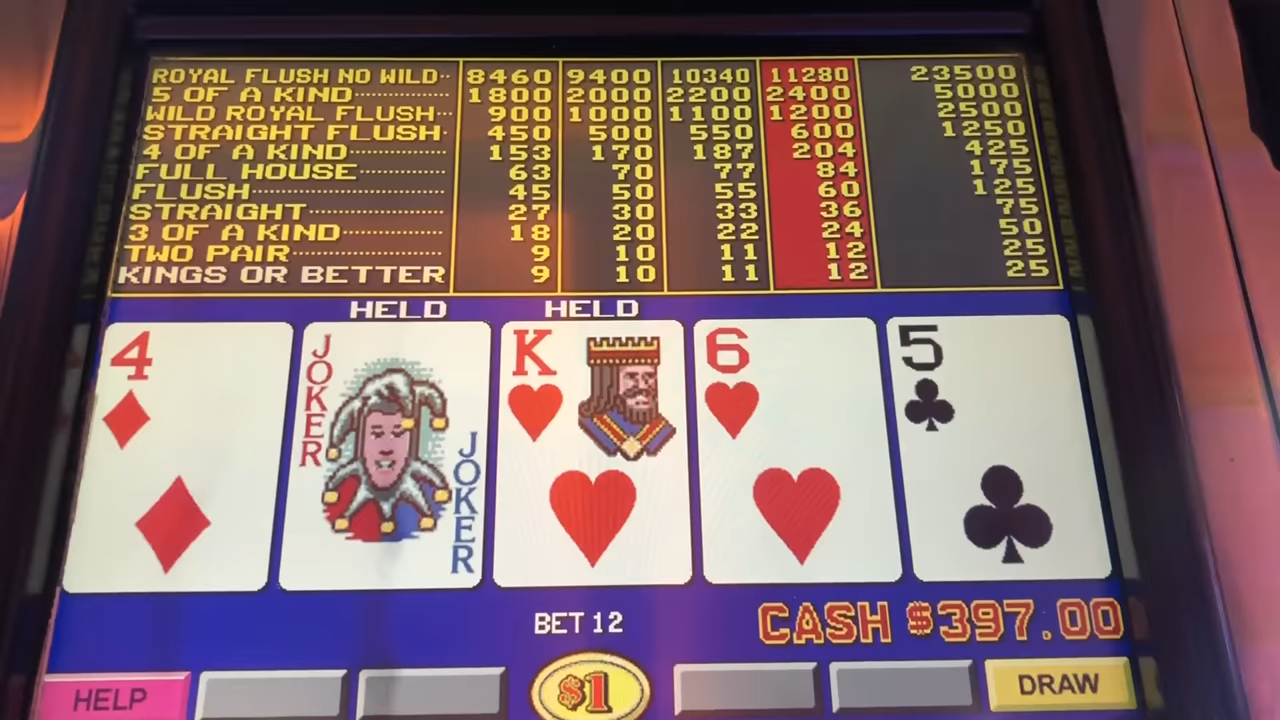 ROYAL FLUSH NO WILD·· 8460 9400 10340 11280 23500
5 OF A KIND 1800 2000 2200 2400 5000
WILD ROYAL FLUSH 900 1000 1100 1200 2500
STRAIGHT FLUSH 450 500 550 600 1250
4 OF A KIND 153 170 187 204 425
FULL HOUSE 63 70 77 84 175
FLUSH 45 50 55 60 125
STRAIGHT 27 30 33 36 75
3 OF A KIND 18 20 22 24 50
TWO PAIR 9 10 11 12 25
KINGS OR BETTER 9 10 11 12 25
HELD HELD
4 JOKER K 6 5
JOKER
BET 12 CASH $397.00
HELP $1 DRAW